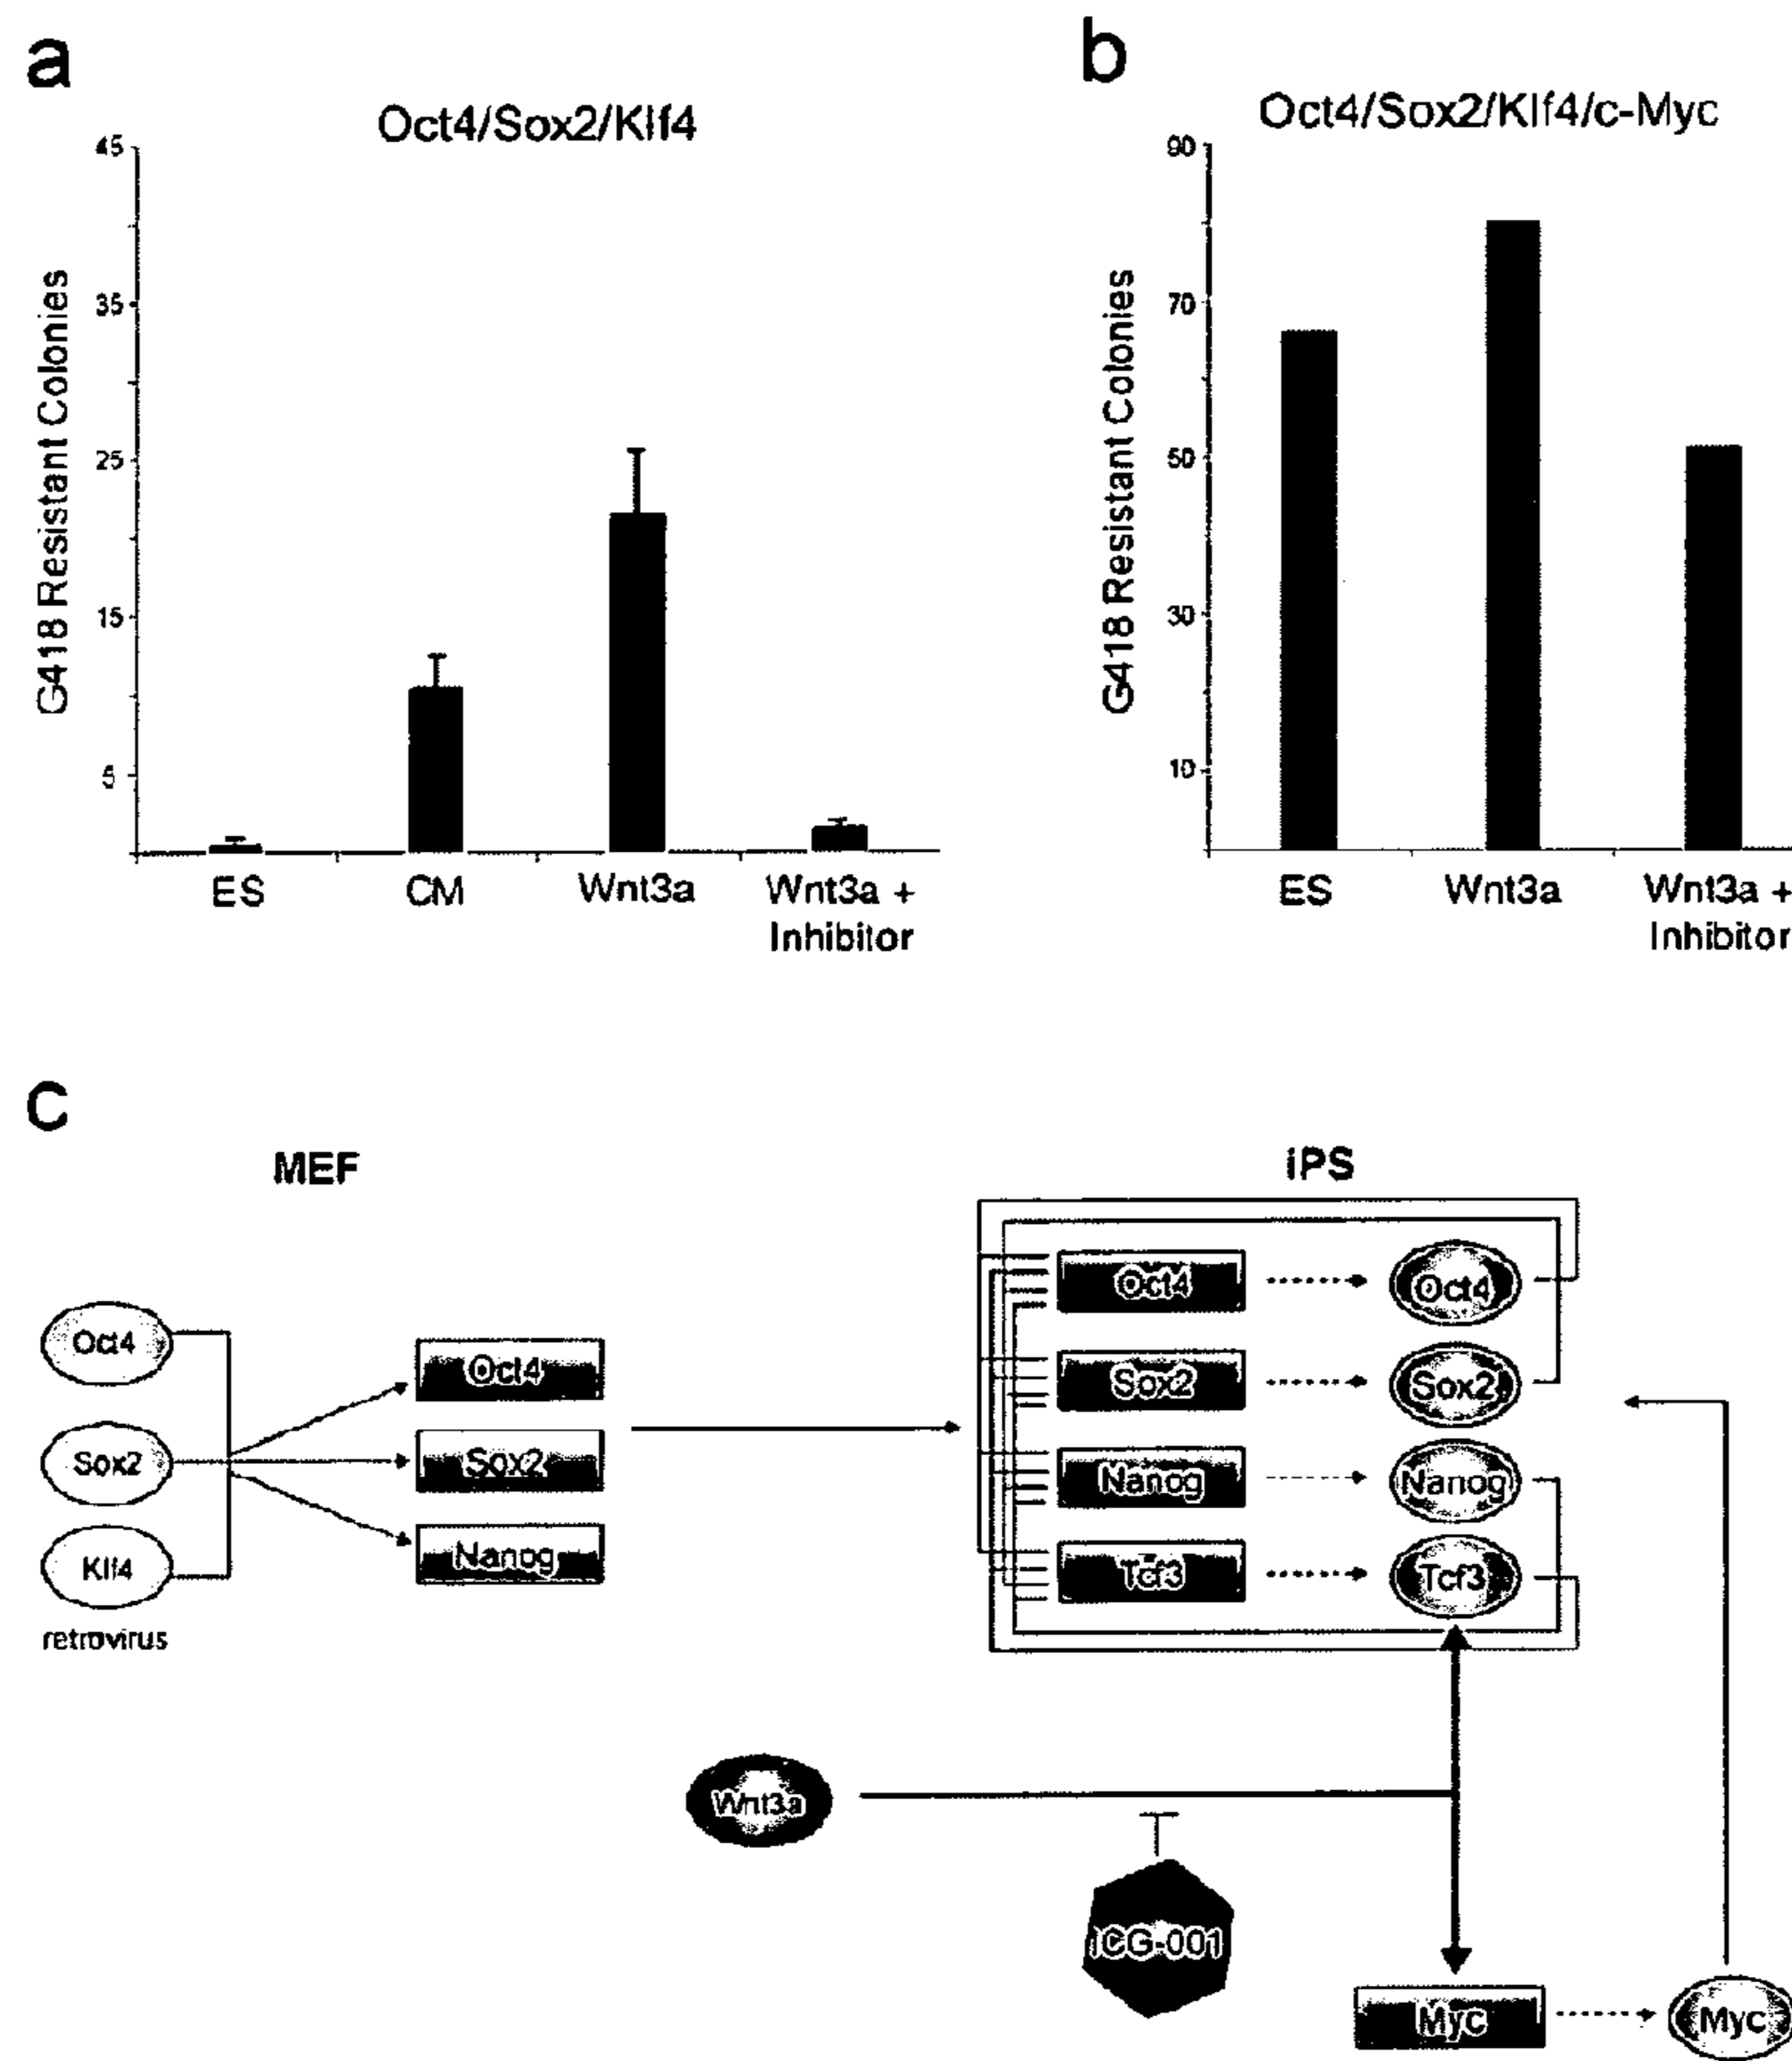 a
Oct4/Sox2/Klf4
G418 Resistant Colonies
45
35
25
15
5
ES
CM
Wnt3a
Wnt3a +
Inhibitor
b
Oct4/Sox2/Klf4/c-Myc
G418 Resistant Colonies
90
70
50
30
10
ES
Wnt3a
Wnt3a +
Inhibitor
c
MEF
Oct4
Sox2
Klf4
retrovirus
Oct4
Sox2
Nanog
iPS
Oct4
Oct4
Sox2
Sox2
Nanog
Nanog
Tcf3
Tcf3
Wnt3a
ICG-001
Myc
Myc